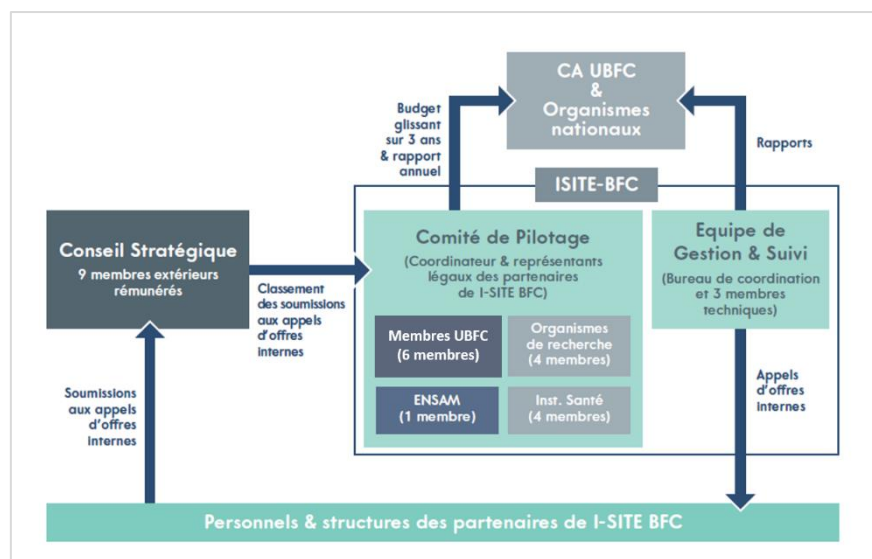 CA UBFC
&
Organismes
nationaux
Budget
glissant
sur 3 ans
& rapport
annuel
Rapports
ISITE-BFC
Conseil Stratégique
9 membres extérieurs
rémunérés
Classement
des soumissions
aux appels
d'offres
internes
Comité de Pilotage
(Coordinateur & représentants
légaux des partenaires
de I-SITE BFC)
Membres UBFC
(6 membres)
Organismes
de recherche
(4 membres)
ENSAM
(1 membre)
Inst. Santé
(4 membres)
Equipe de
Gestion & Suivi
(Bureau de coordination
et 3 membres
techniques)
Soumissions
aux appels
d'offres
internes
Appels
d'offres
internes
Personnels & structures des partenaires de I-SITE BFC